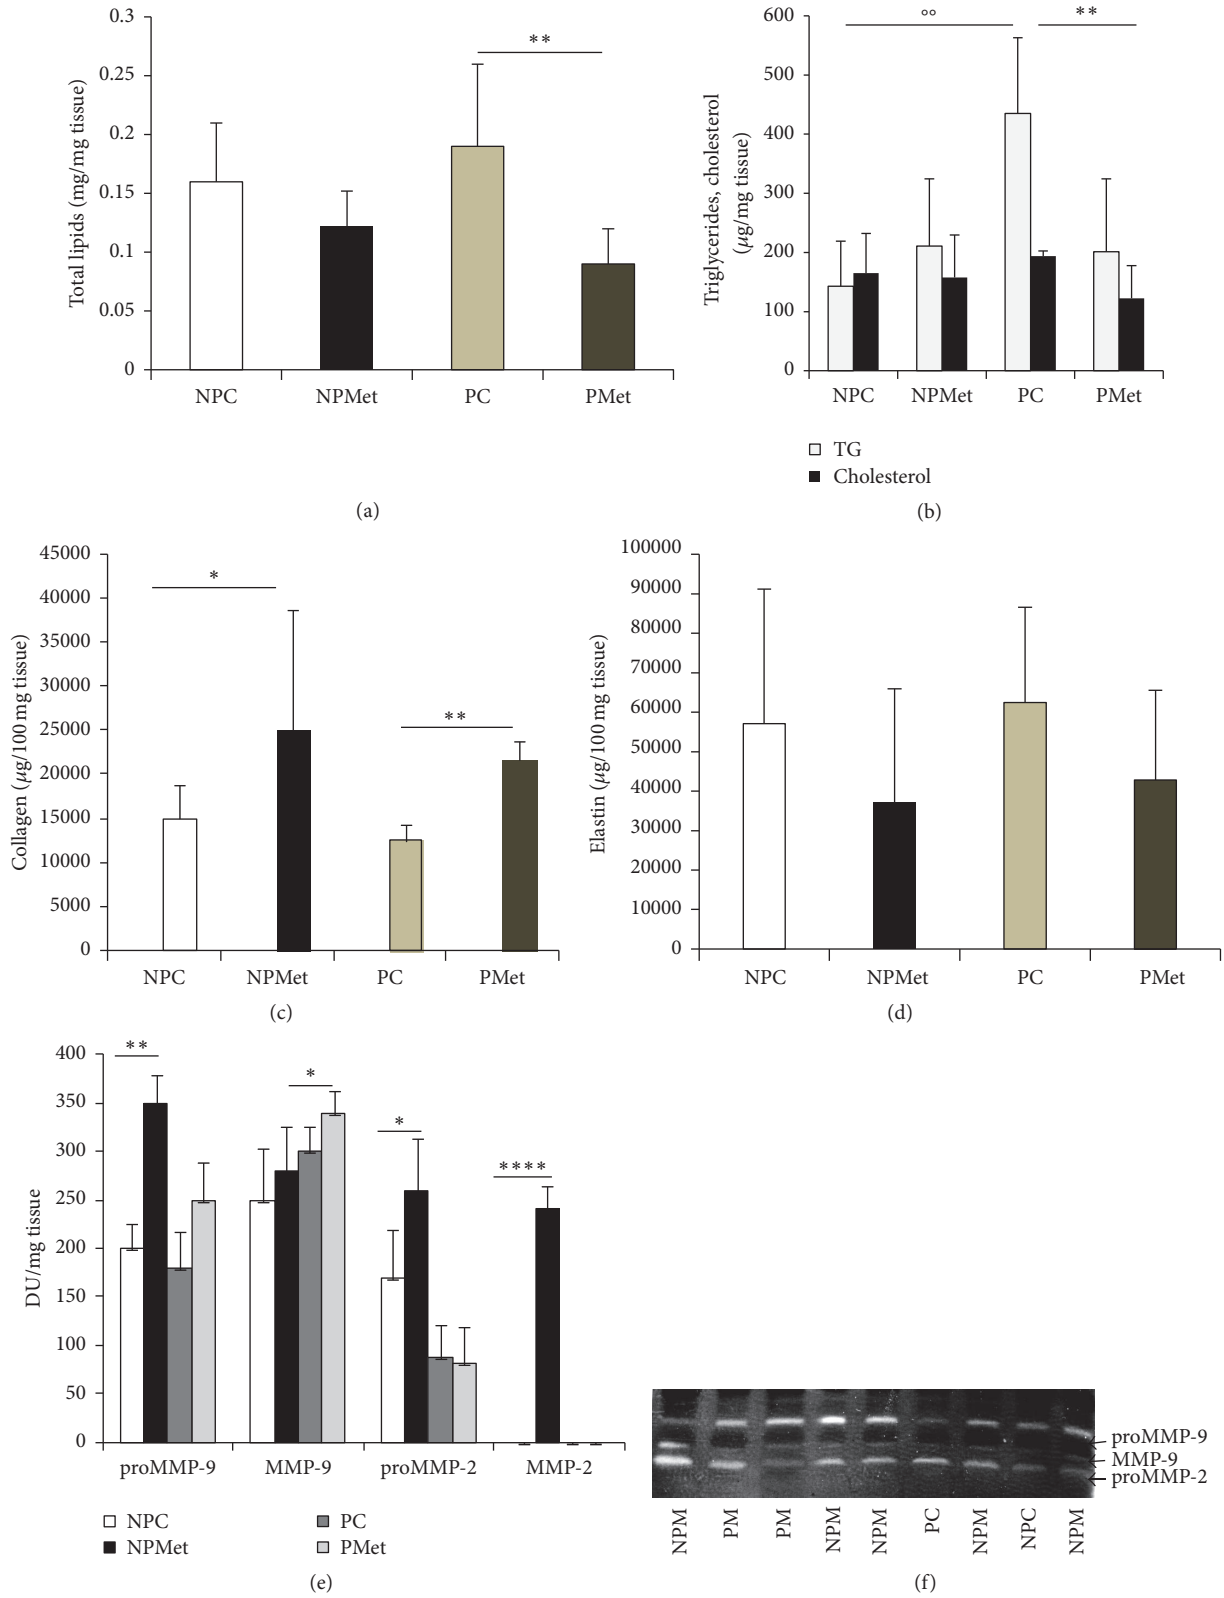 0.3
0.25
0.2
0.15
0.1
0.05
0
Total lipids (mg/mg tissue)
**
NPC NPMet PC PMet
(a)
600
500
400
300
200
100
0
Triglycerides, cholesterol
(μg/mg tissue)
°° **
NPC NPMet PC PMet
TG
Cholesterol
(b)
45000
40000
35000
30000
25000
20000
15000
10000
5000
0
Collagen (μg/100 mg tissue)
*
**
NPC NPMet PC PMet
(c)
100000
90000
80000
70000
60000
50000
40000
30000
20000
10000
0
Elastin (μg/100 mg tissue)
NPC NPMet PC PMet
(d)
400
350
300
250
200
150
100
50
0
DU/mg tissue
**
*
*
****
proMMP-9 MMP-9 proMMP-2 MMP-2
NPC PC
NPMet PMet
(e)
proMMP-9
MMP-9
proMMP-2
NPM PM PM NPM NPM PC NPM NPC NPM
(f)